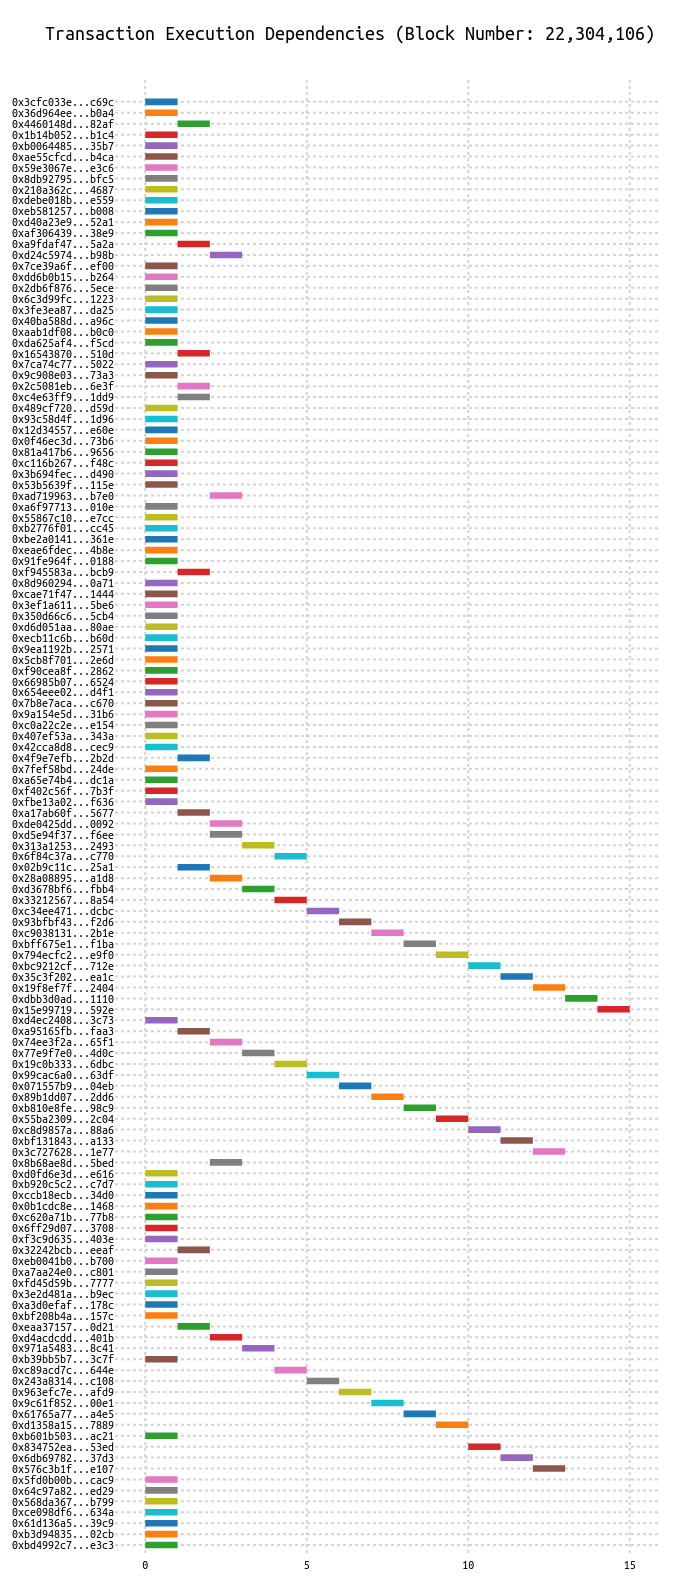 Transaction Execution Dependencies (Block Number: 22,304,106)
0x3cfc033e...c69c
0x36d964ee...b0a4
0x4460148d...82af
0x1b14b052...b1c4
0xb0064485...35b7
0xae55cfcd...b4ca
0x59e3067e...e3c6
0x8db92795...bfc5
0x210a362c...4687
0xdebe018b...e559
0xeb581257...b008
0xd40a23e9...52a1
0xaf306439...38e9
0xa9fdaf47...5a2a
0xd24c5974...b98b
0x7ce39a6f...ef00
0xdd6b0b15...b264
0x2db6f876...5ece
0x6c3d99fc...1223
0x3fe3ea87...da25
0x40ba588d...a96c
0xaab1df08...b0c0
0xda625af4...f5cd
0x16543870...510d
0x7ca74c77...5022
0x9c908e03...73a3
0x2c5081eb...6e3f
0xc4e63ff9...1dd9
0x489cf720...d59d
0x93c58d4f...1d96
0x12d34557...e60e
0x0f46ec3d...73b6
0x81a417b6...9656
0xc116b267...f48c
0x3b694fec...d490
0x53b5639f...115e
0xad719963...b7e0
0xa6f97713...010e
0x55867c10...e7cc
0xb2776f01...cc45
0xbe2a0141...361e
0xeae6fdec...4b8e
0x91fe964f...0188
0xf945583a...bcb9
0x8d960294...0a71
0xcae71f47...1444
0x3ef1a611...5be6
0x350d66c6...5cb4
0xd6d051aa...80ae
0xecb11c6b...b60d
0x9ea1192b...2571
0x5cb8f701...2e6d
0xf90cea8f...2862
0x66985b07...6524
0x654eee02...d4f1
0x7b8e7aca...c670
0x9a154e5d...31b6
0xc0a22c2e...e154
0x407ef53a...343a
0x42cca8d8...cec9
0x4f9e7efb...2b2d
0x7fef58bd...24de
0xa65e74b4...dc1a
0xf402c56f...7b3f
0xfbe13a02...f636
0xa17ab60f...5677
0xde0425dd...0092
0xd5e94f37...f6ee
0x313a1253...2493
0x6f84c37a...c770
0x02b9c11c...25a1
0x28a08895...a1d8
0xd3678bf6...fbb4
0x33212567...8a54
0xc34ee471...dcbc
0x93bfbf43...f2d6
0xc9038131...2b1e
0xbff675e1...f1ba
0x794ecfc2...e9f0
0xbc9212cf...712e
0x35c3f202...ea1c
0x19f8ef7f...2404
0xdbb3d0ad...1110
0x15e99719...592e
0xd4ec2408...3c73
0xa95165fb...faa3
0x74ee3f2a...65f1
0x77e9f7e0...4d0c
0x19c0b333...6dbc
0x99cac6a0...63df
0x071557b9...04eb
0x89b1dd07...2dd6
0xb810e8fe...98c9
0x55ba2309...2c04
0xc8d9857a...88a6
0xbf131843...a133
0x3c727628...1e77
0x8b68ae8d...5bed
0xd0fd6e3d...e616
0xb920c5c2...c7d7
0xccb18ecb...34d0
0x0b1cdc8e...1468
0xc620a71b...77b8
0x6ff29d07...3708
0xf3c9d635...403e
0x32242bcb...eeaf
0xeb0041b0...b700
0xa7aa24e0...c801
0xfd45d59b...7777
0x3e2d481a...b9ec
0xa3d0efaf...178c
0xbf208b4a...157c
0xeaa37157...0d21
0xd4acdcdd...401b
0x971a5483...8c41
0xb39bb5b7...3c7f
0xc89acd7c...644e
0x243a8314...c108
0x963efc7e...afd9
0x9c61f852...00e1
0x61765a77...a4e5
0xd1358a15...7889
0xb601b503...ac21
0x834752ea...53ed
0x6db69782...37d3
0x576c3b1f...e107
0x5fd0b00b...cac9
0x64c97a82...ed29
0x568da367...b799
0xce098df6...634a
0x61d136a5...39c9
0xb3d94835...02cb
0xbd4992c7...e3c3
0 5 10 15